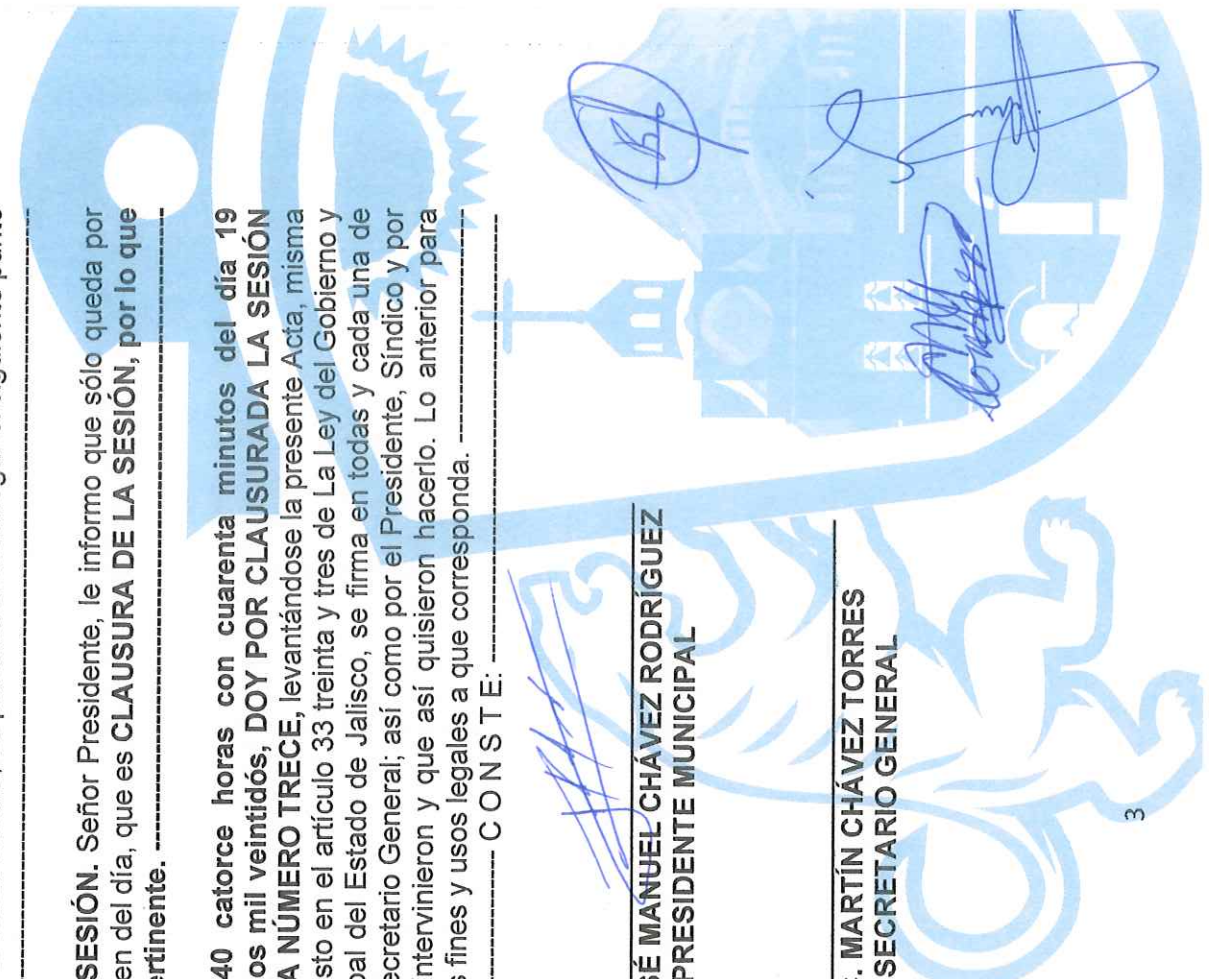 SESIÓN. Señor Presidente, le informo que sólo queda por
en del día, que es CLAUSURA DE LA SESIÓN, por lo que
ertinente. ----------
40 catorce horas con cuarenta minutos del día 19
os mil veintidós, DOY POR CLAUSURADA LA SESIÓN
A NÚMERO TRECE, levantándose la presente Acta, misma
sto en el artículo 33 treinta y tres de La Ley del Gobierno y
pal del Estado de Jalisco, se firma en todas y cada una de
ecretario General; así como por el Presidente, Síndico y por
ntervinieron y que así quisieron hacerlo. Lo anterior para
s fines y usos legales a que corresponda. ----------
---------- C O N S T E: ----------
SÉ MANUEL CHÁVEZ RODRÍGUEZ
PRESIDENTE MUNICIPAL
. MARTÍN CHÁVEZ TORRES
SECRETARIO GENERAL
3